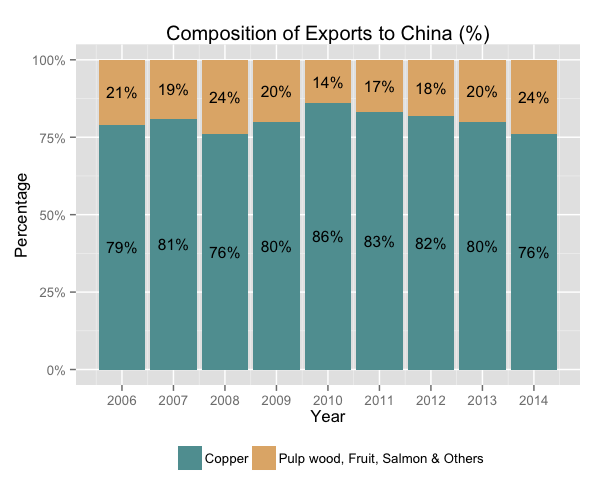 Composition of Exports to China (%)
100%
75%
50%
25%
0%
Percentage
21% 19% 24% 20% 14% 17% 18% 20% 24%
79% 81% 76% 80% 86% 83% 82% 80% 76%
2006 2007 2008 2009 2010 2011 2012 2013 2014
Year
Copper Pulp wood, Fruit, Salmon & Others